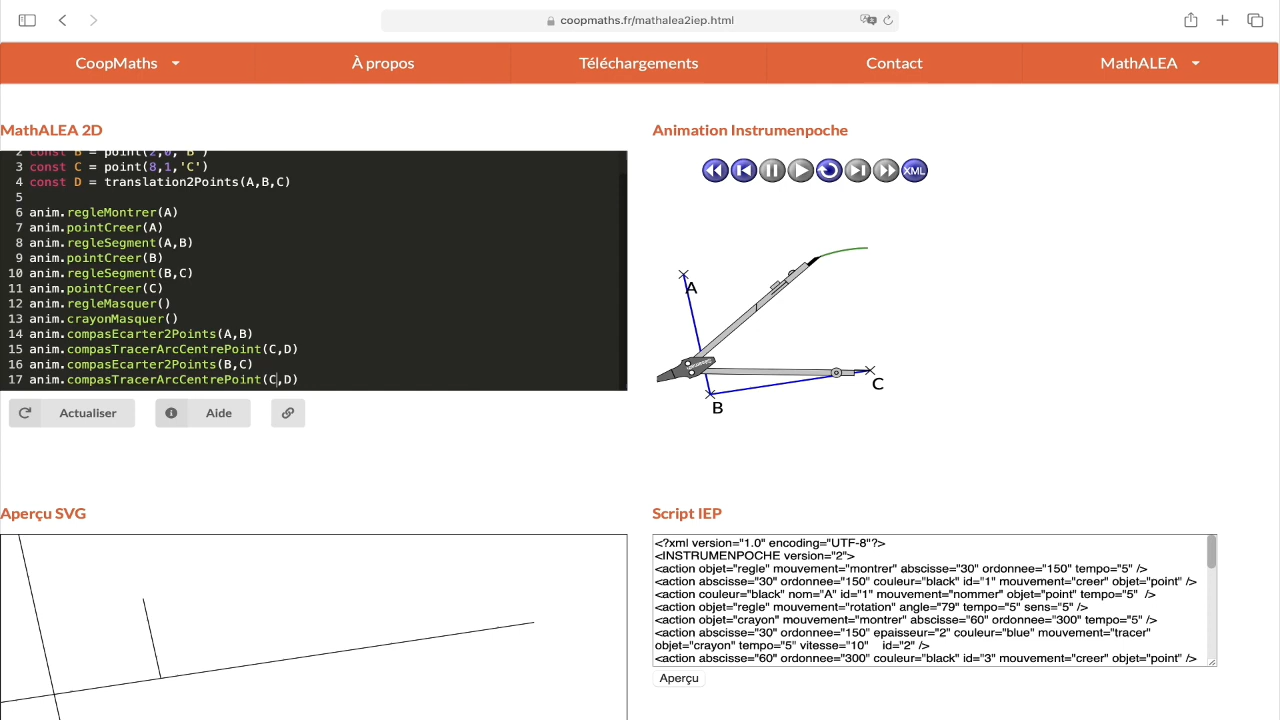 coopmaths.fr/mathalea2iep.html
CoopMaths
À propos
Téléchargements
Contact
MathALEA
MathALEA 2D
2 const B = point(2,0,'B')
3 const C = point(8,1,'C')
4 const D = translation2Points(A,B,C)
5
6 anim.regleMontrer(A)
7 anim.pointCreer(A)
8 anim.regleSegment(A,B)
9 anim.pointCreer(B)
10 anim.regleSegment(B,C)
11 anim.pointCreer(C)
12 anim.regleMasquer()
13 anim.crayonMasquer()
14 anim.compasEcarter2Points(A,B)
15 anim.compasTracerArcCentrePoint(C,D)
16 anim.compasEcarter2Points(B,C)
17 anim.compasTracerArcCentrePoint(C,D)
Actualiser
Aide
Animation Instrumenpoche
XML
A
B
C
Aperçu SVG
Script IEP
<?xml version="1.0" encoding="UTF-8"?>
<INSTRUMENPOCHE version="2">
<action objet="regle" mouvement="montrer" abscisse="30" ordonnee="150" tempo="5" />
<action abscisse="30" ordonnee="150" couleur="black" id="1" mouvement="creer" objet="point" />
<action couleur="black" nom="A" id="1" mouvement="nommer" objet="point" tempo="5"  />
<action objet="regle" mouvement="rotation" angle="79" tempo="5" sens="5" />
<action objet="crayon" mouvement="montrer" abscisse="60" ordonnee="300" tempo="5" />
<action abscisse="30" ordonnee="150" epaisseur="2" couleur="blue" mouvement="tracer"
objet="crayon" tempo="5" vitesse="10"    id="2" />
<action abscisse="60" ordonnee="300" couleur="black" id="3" mouvement="creer" objet="point" />
Aperçu